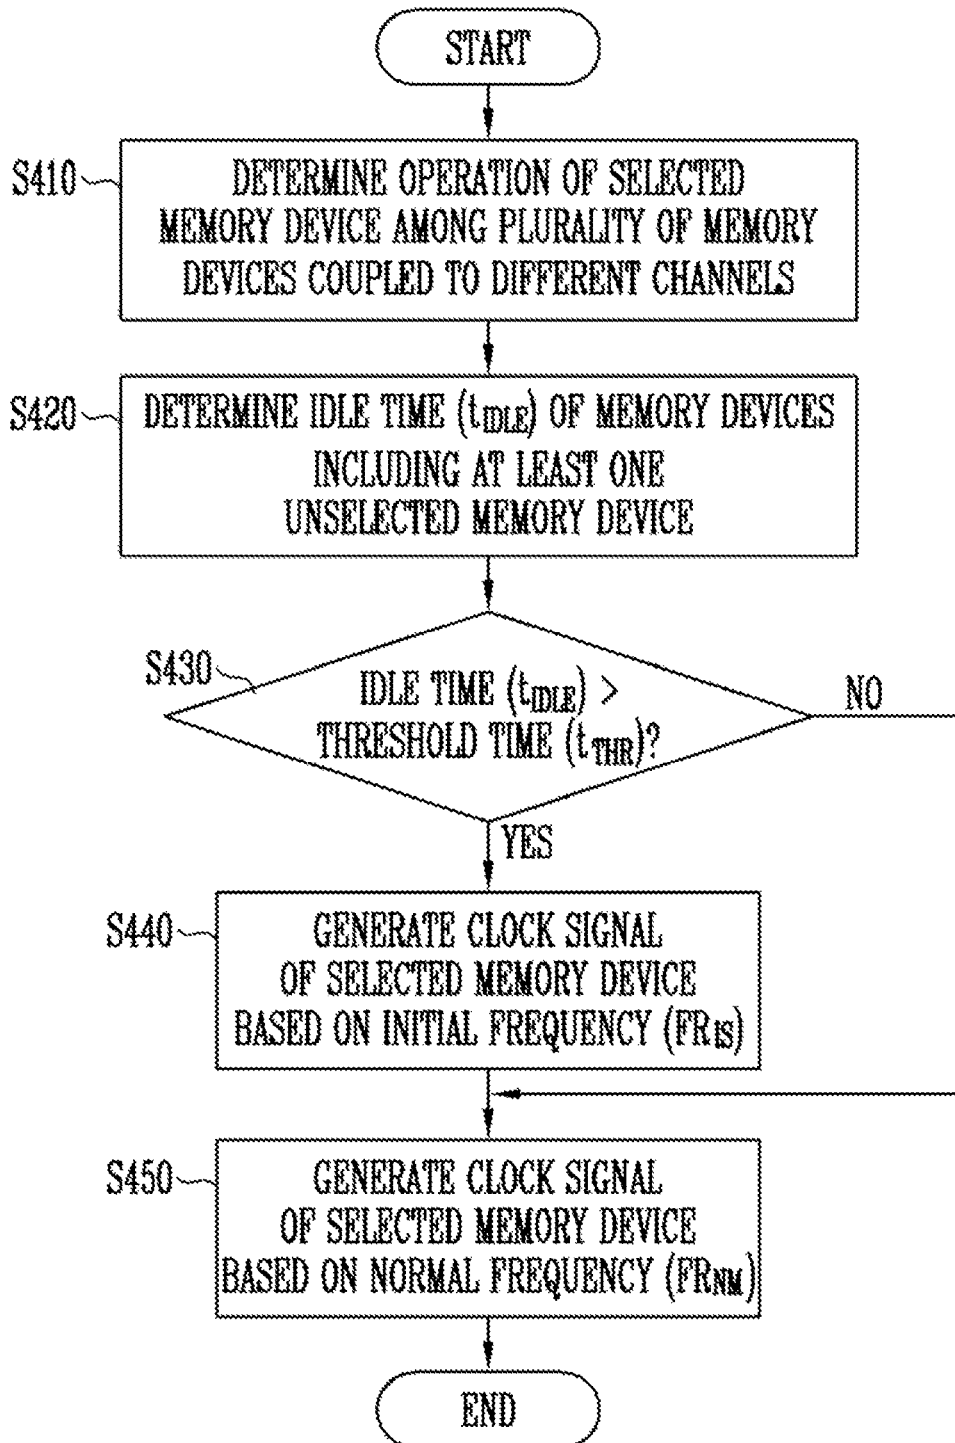 START
S410
DETERMINE OPERATION OF SELECTED
MEMORY DEVICE AMONG PLURALITY OF MEMORY
DEVICES COUPLED TO DIFFERENT CHANNELS
S420
DETERMINE IDLE TIME (tIDLE) OF MEMORY DEVICES
INCLUDING AT LEAST ONE
UNSELECTED MEMORY DEVICE
S430
IDLE TIME (tIDLE) >
THRESHOLD TIME (tTHR)?
NO
YES
S440
GENERATE CLOCK SIGNAL
OF SELECTED MEMORY DEVICE
BASED ON INITIAL FREQUENCY (FRIS)
S450
GENERATE CLOCK SIGNAL
OF SELECTED MEMORY DEVICE
BASED ON NORMAL FREQUENCY (FRNM)
END